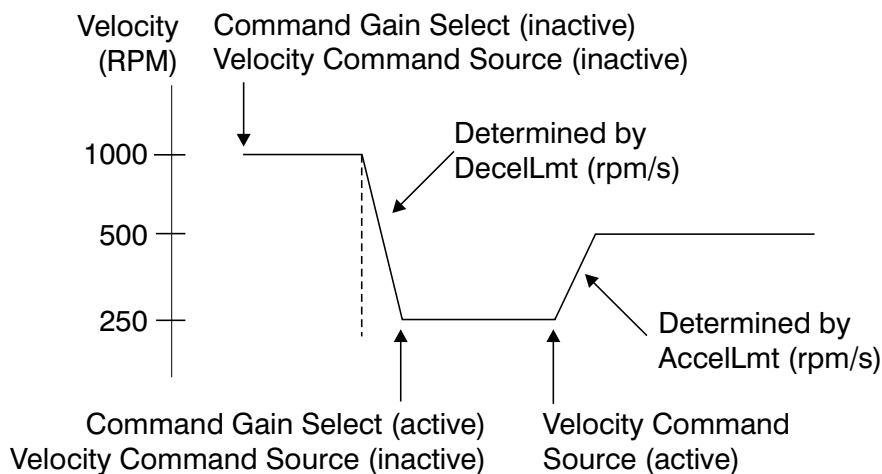 Velocity
(RPM)
Command Gain Select (inactive)
Velocity Command Source (inactive)
1000
500
250
Determined by
DecelLmt (rpm/s)
Determined by
AccelLmt (rpm/s)
Command Gain Select (active)
Velocity Command Source (inactive)
Velocity Command
Source (active)